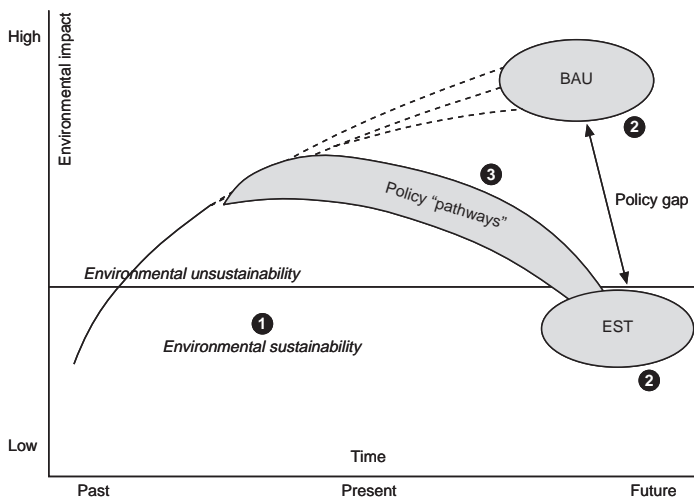 High
Environmental impact
BAU
2
3
Policy "pathways"
Policy gap
Environmental unsustainability
1
Environmental sustainability
EST
2
Low
Time
Past
Present
Future